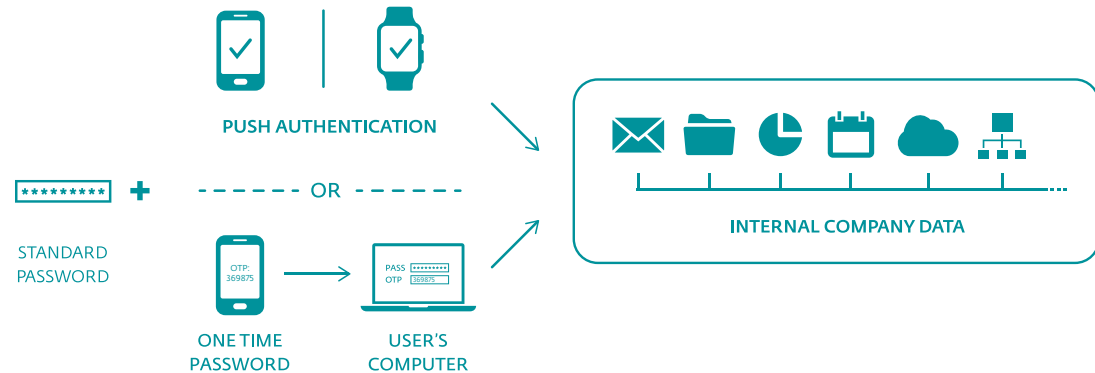 PUSH AUTHENTICATION
*********
OR
STANDARD
PASSWORD
OTP:
369875
PASS *********
OTP 369875
ONE TIME
PASSWORD
USER'S
COMPUTER
INTERNAL COMPANY DATA